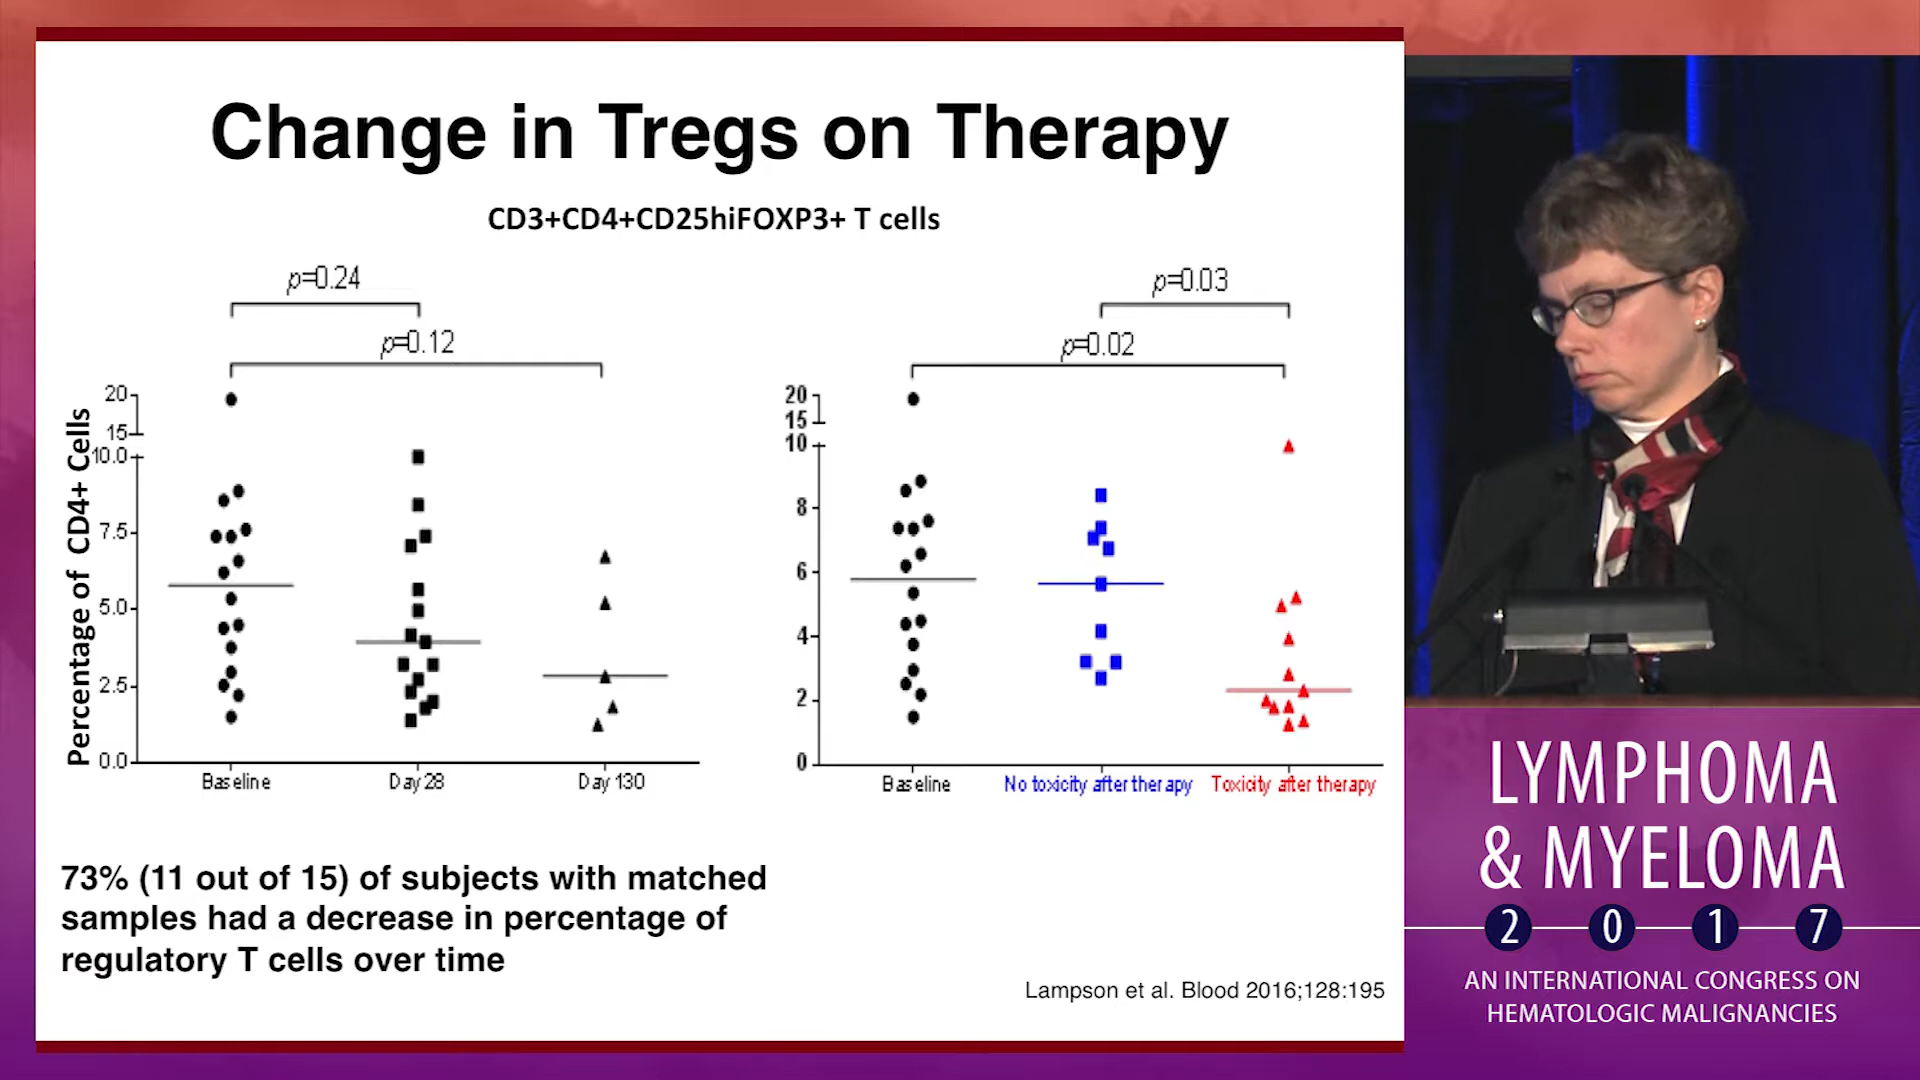 Change in Tregs on Therapy
CD3+CD4+CD25hiFOXP3+ T cells
p=0.24
p=0.12
Percentage of CD4+ Cells
20
15
10.0
7.5
5.0
2.5
0.0
Baseline
Day 28
Day 130
p=0.03
p=0.02
20
15
10
8
6
4
2
0
Baseline
No toxicity after therapy
Toxicity after therapy
73% (11 out of 15) of subjects with matched
samples had a decrease in percentage of
regulatory T cells over time
Lampson et al. Blood 2016;128:195
LYMPHOMA
& MYELOMA
2017
AN INTERNATIONAL CONGRESS ON
HEMATOLOGIC MALIGNANCIES